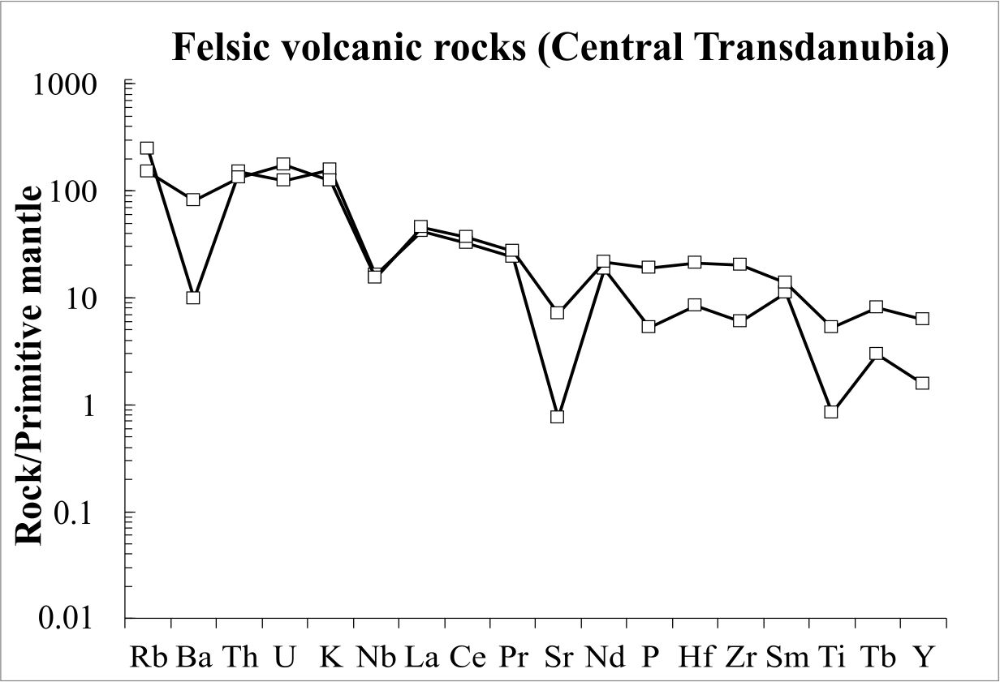 Felsic volcanic rocks (Central Transdanubia)
Rock/Primitive mantle
1000
100
10
1
0.1
0.01
Rb Ba Th U K Nb La Ce Pr Sr Nd P Hf Zr Sm Ti Tb Y